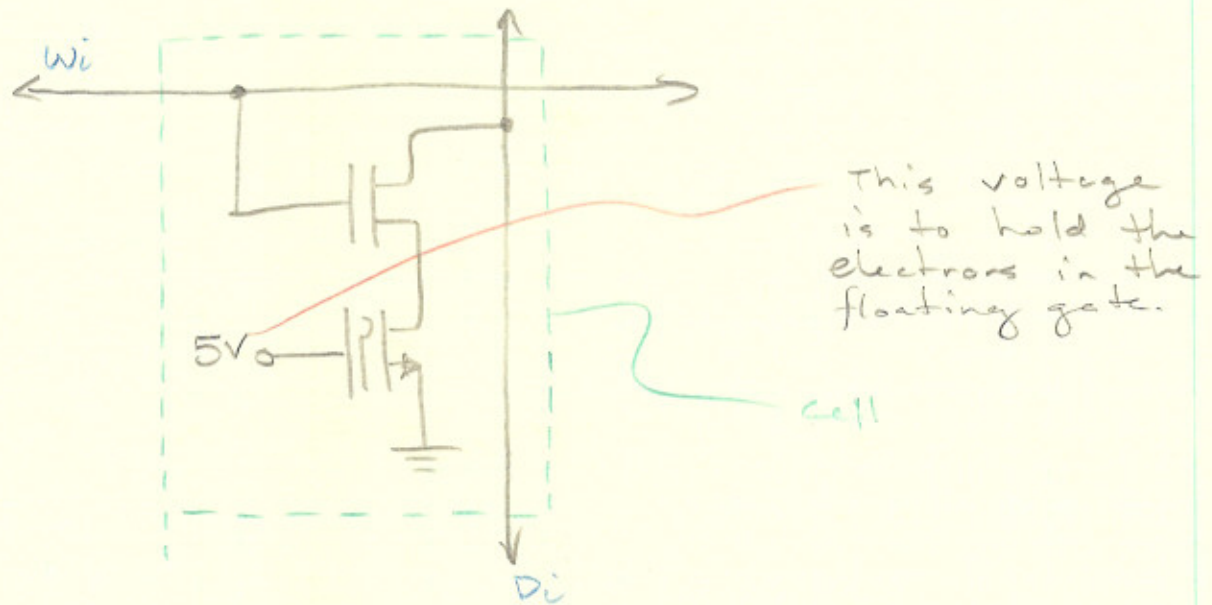 Wi
This voltage
is to hold the
electrons in the
floating gate.
5V
cell
Di